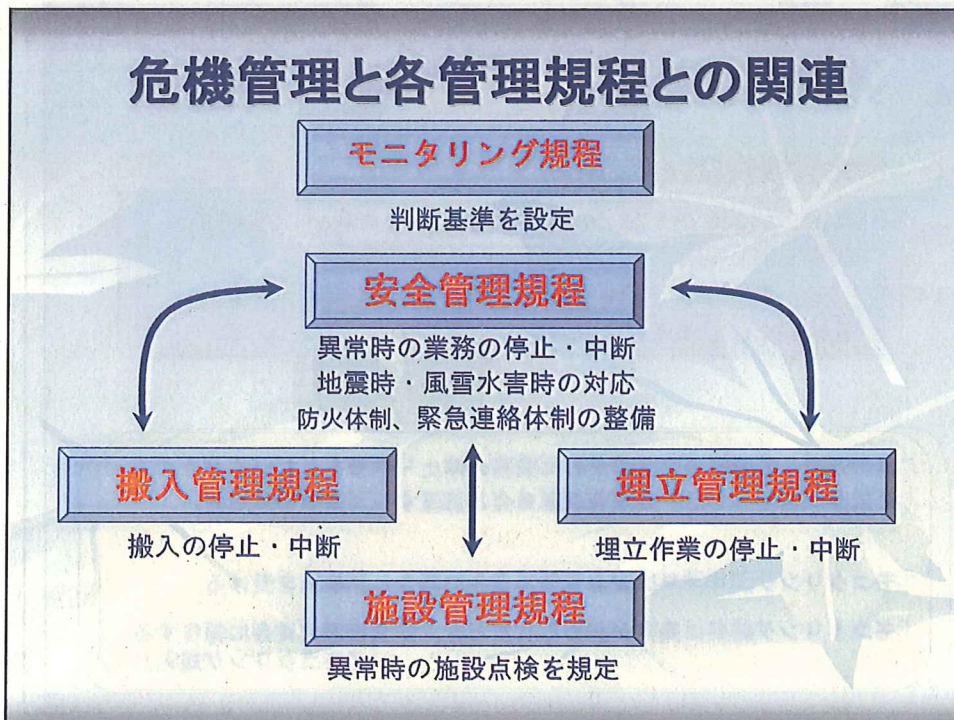 危機管理と各管理規程との関連
モニタリング規程
判断基準を設定
安全管理規程
異常時の業務の停止・中断
地震時・風雪水害時の対応
防火体制、緊急連絡体制の整備
搬入管理規程
搬入の停止・中断
埋立管理規程
埋立作業の停止・中断
施設管理規程
異常時の施設点検を規定